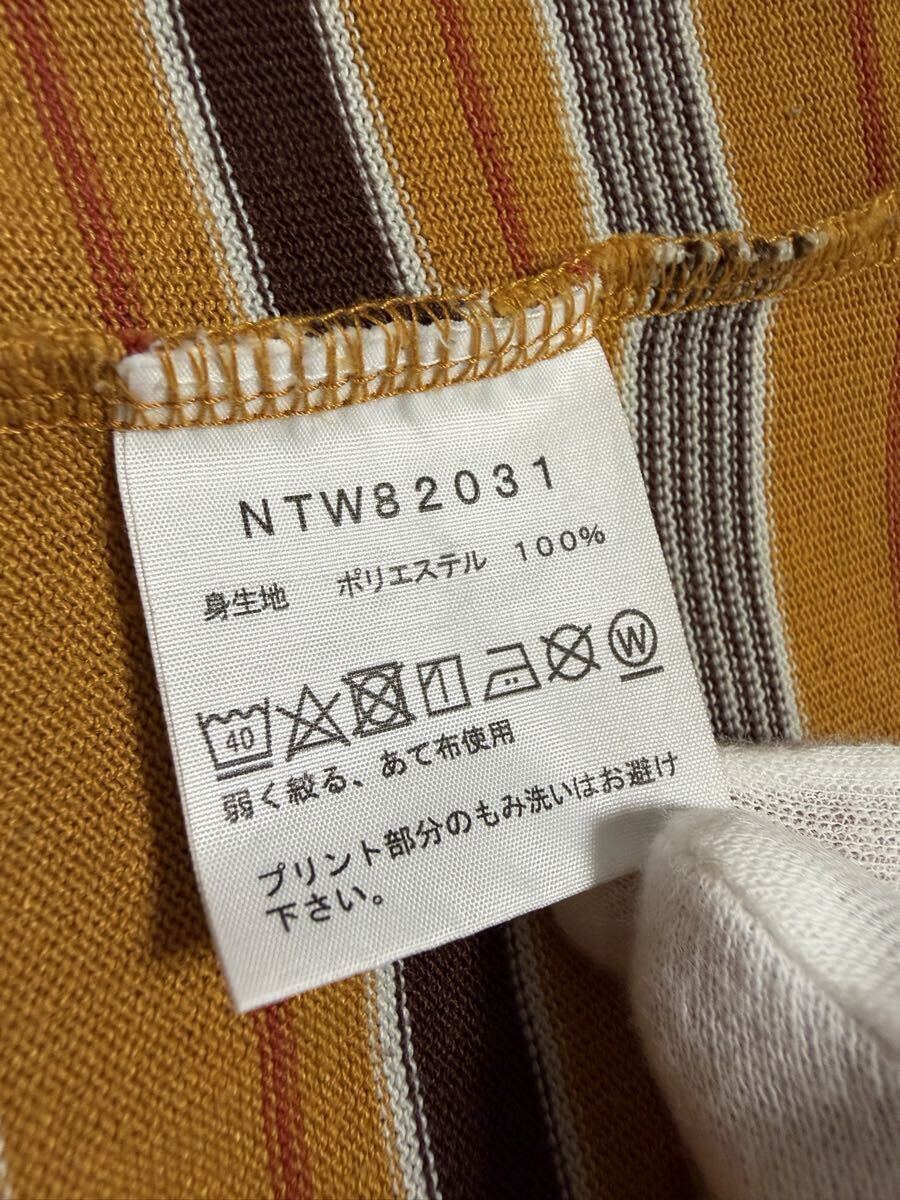 NTW82031
身生地 ポリエステル 100%
40 W
弱く絞る、あて布使用
プリント部分のもみ洗いはお避け
下さい。